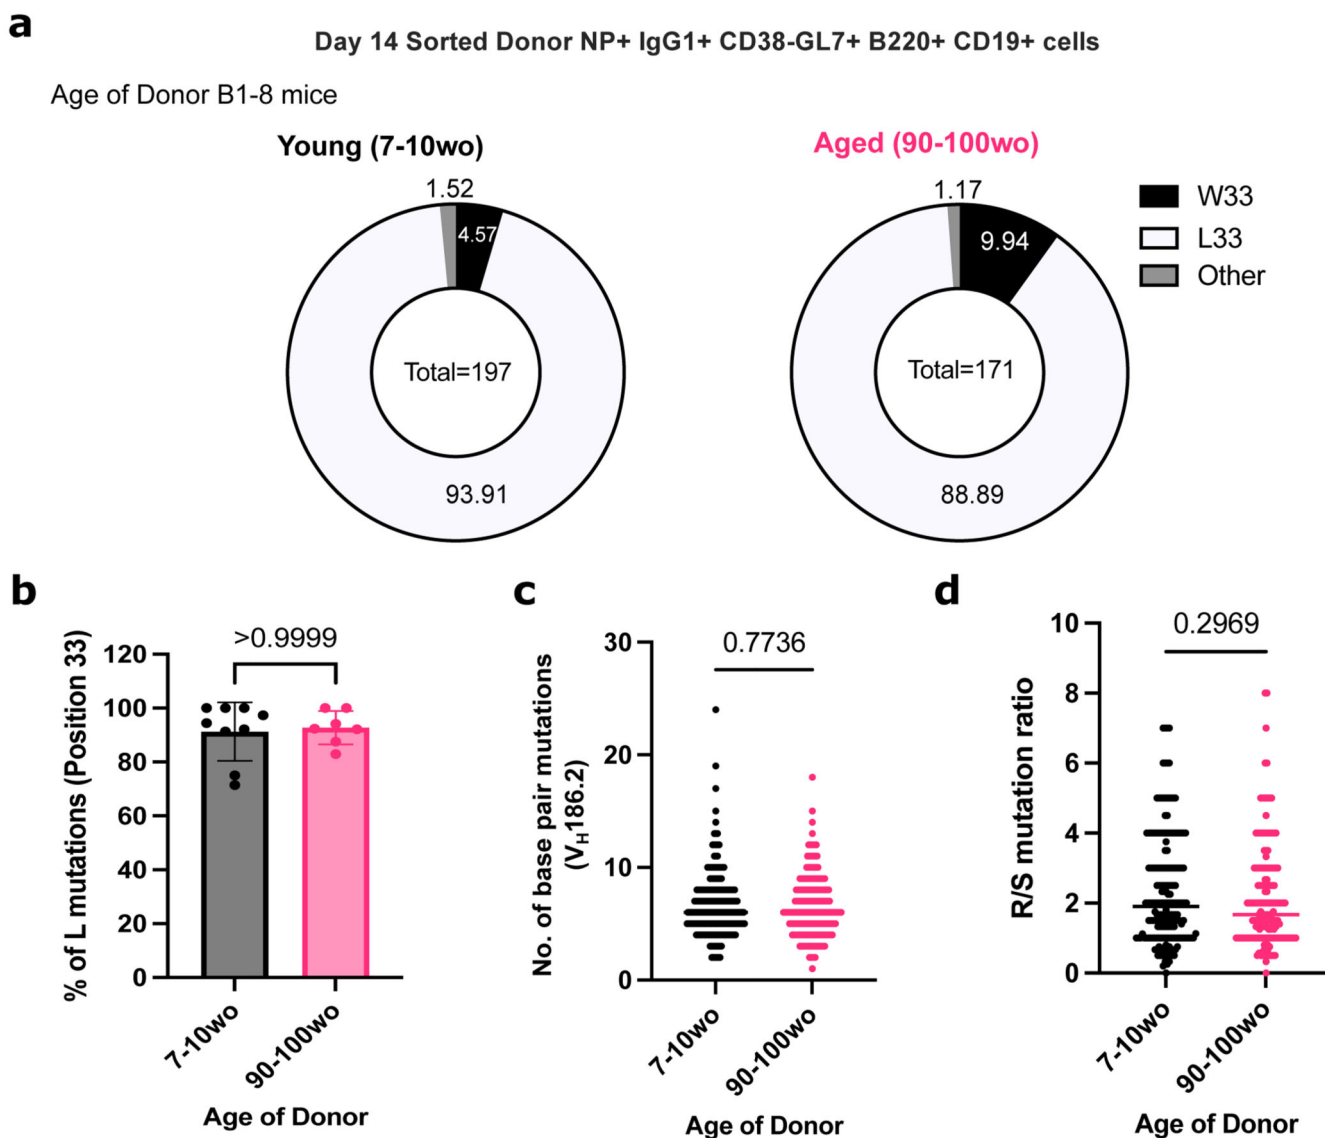 a
Day 14 Sorted Donor NP+ IgG1+ CD38-GL7+ B220+ CD19+ cells
Age of Donor B1-8 mice
Young (7-10wo)
Aged (90-100wo)
1.52
4.57
Total=197
93.91
1.17
9.94
Total=171
88.89
W33
L33
Other
b
% of L mutations (Position 33)
>0.9999
120
100
80
60
40
20
0
7-10wo
90-100wo
Age of Donor
c
No. of base pair mutations
(VH186.2)
0.7736
30
20
10
0
7-10wo
90-100wo
Age of Donor
d
R/S mutation ratio
0.2969
10
8
6
4
2
0
7-10wo
90-100wo
Age of Donor